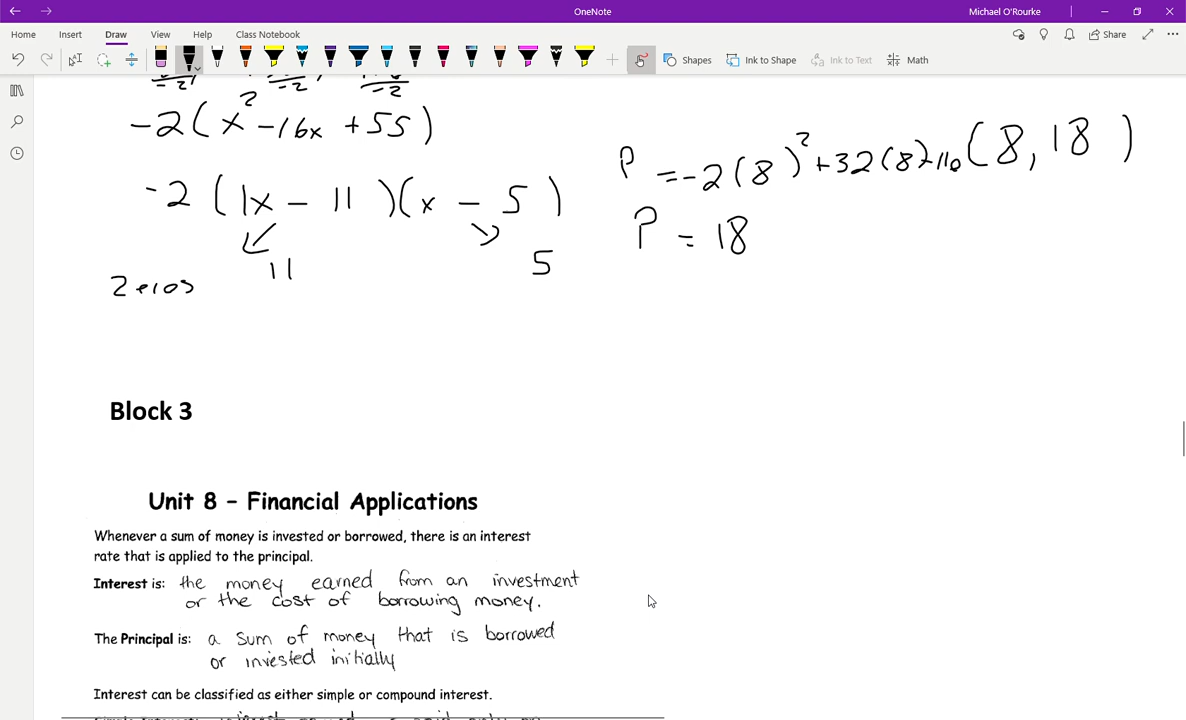 OneNote
Michael O'Rourke
Home Insert Draw View Help Class Notebook
Share
Shapes Ink to Shape Ink to Text Math
-2(x² -16x +55)
-2 (1x - 11)(x - 5)
11 5
Zeros
P = -2(8)² +32(8)-110 (8, 18)
P = 18
Block 3
Unit 8 – Financial Applications
Whenever a sum of money is invested or borrowed, there is an interest
rate that is applied to the principal.
Interest is: the money earned from an investment
or the cost of borrowing money.
The Principal is: a sum of money that is borrowed
or invested initially
Interest can be classified as either simple or compound interest.